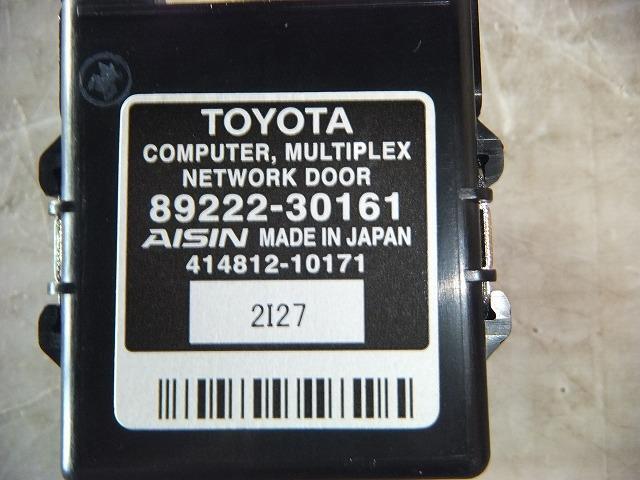 TOYOTA
COMPUTER, MULTIPLEX
NETWORK DOOR
89222-30161
AISIN MADE IN JAPAN
414812-10171
2I27